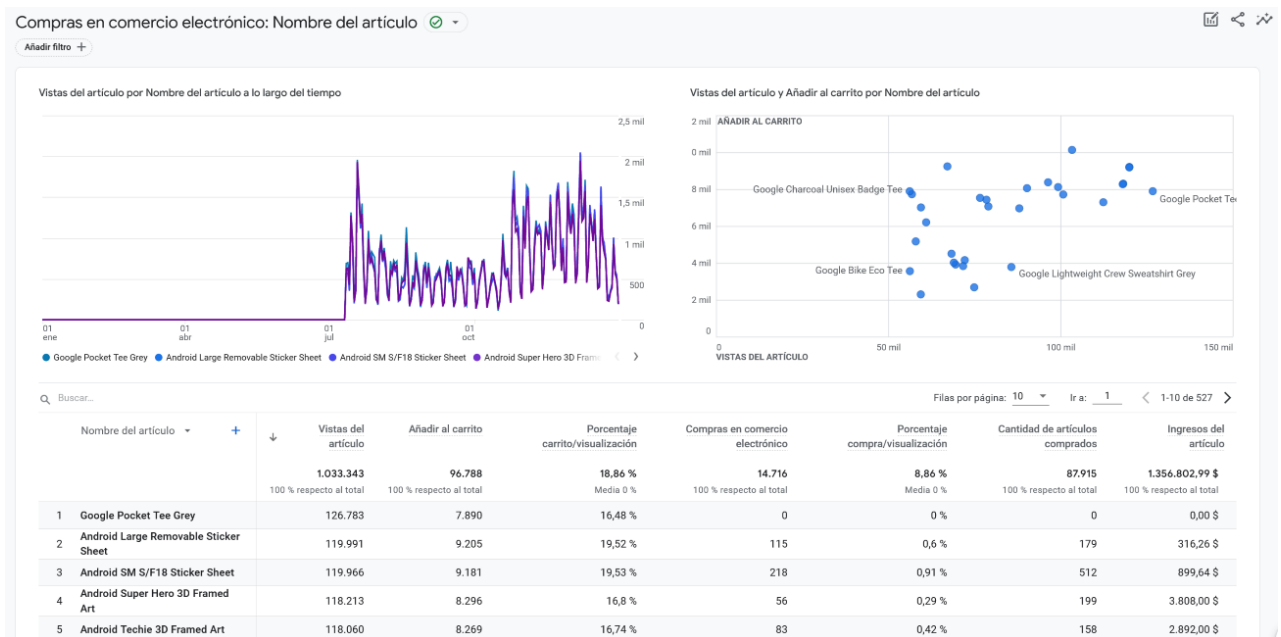 Compras en comercio electrónico: Nombre del artículo
Añadir filtro +
Vistas del artículo por Nombre del artículo a lo largo del tiempo
2,5 mil
2 mil
1,5 mil
1 mil
500
0
01 ene
01 abr
01 jul
01 oct
Google Pocket Tee Grey Android Large Removable Sticker Sheet Android SM S/F18 Sticker Sheet Android Super Hero 3D Frame
Vistas del artículo y Añadir al carrito por Nombre del artículo
2 mil AÑADIR AL CARRITO
0 mil
8 mil
6 mil
4 mil
2 mil
0
Google Charcoal Unisex Badge Tee
Google Pocket Te
Google Bike Eco Tee
Google Lightweight Crew Sweatshirt Grey
0 50 mil 100 mil 150 mil
VISTAS DEL ARTÍCULO
Buscar...
Filas por página: 10 Ir a: 1 1-10 de 527
Nombre del artículo + Vistas del artículo Añadir al carrito Porcentaje carrito/visualización Compras en comercio electrónico Porcentaje compra/visualización Cantidad de artículos comprados Ingresos del artículo
1.033.343 96.788 18,86 % 14.716 8,86 % 87.915 1.356.802,99 $
100 % respecto al total 100 % respecto al total Media 0 % 100 % respecto al total Media 0 % 100 % respecto al total 100 % respecto al total
1 Google Pocket Tee Grey 126.783 7.890 16,48 % 0 0 % 0 0,00 $
2 Android Large Removable Sticker Sheet 119.991 9.205 19,52 % 115 0,6 % 179 316,26 $
3 Android SM S/F18 Sticker Sheet 119.966 9.181 19,53 % 218 0,91 % 512 899,64 $
4 Android Super Hero 3D Framed Art 118.213 8.296 16,8 % 56 0,29 % 199 3.808,00 $
5 Android Techie 3D Framed Art 118.060 8.269 16,74 % 83 0,42 % 158 2.892,00 $